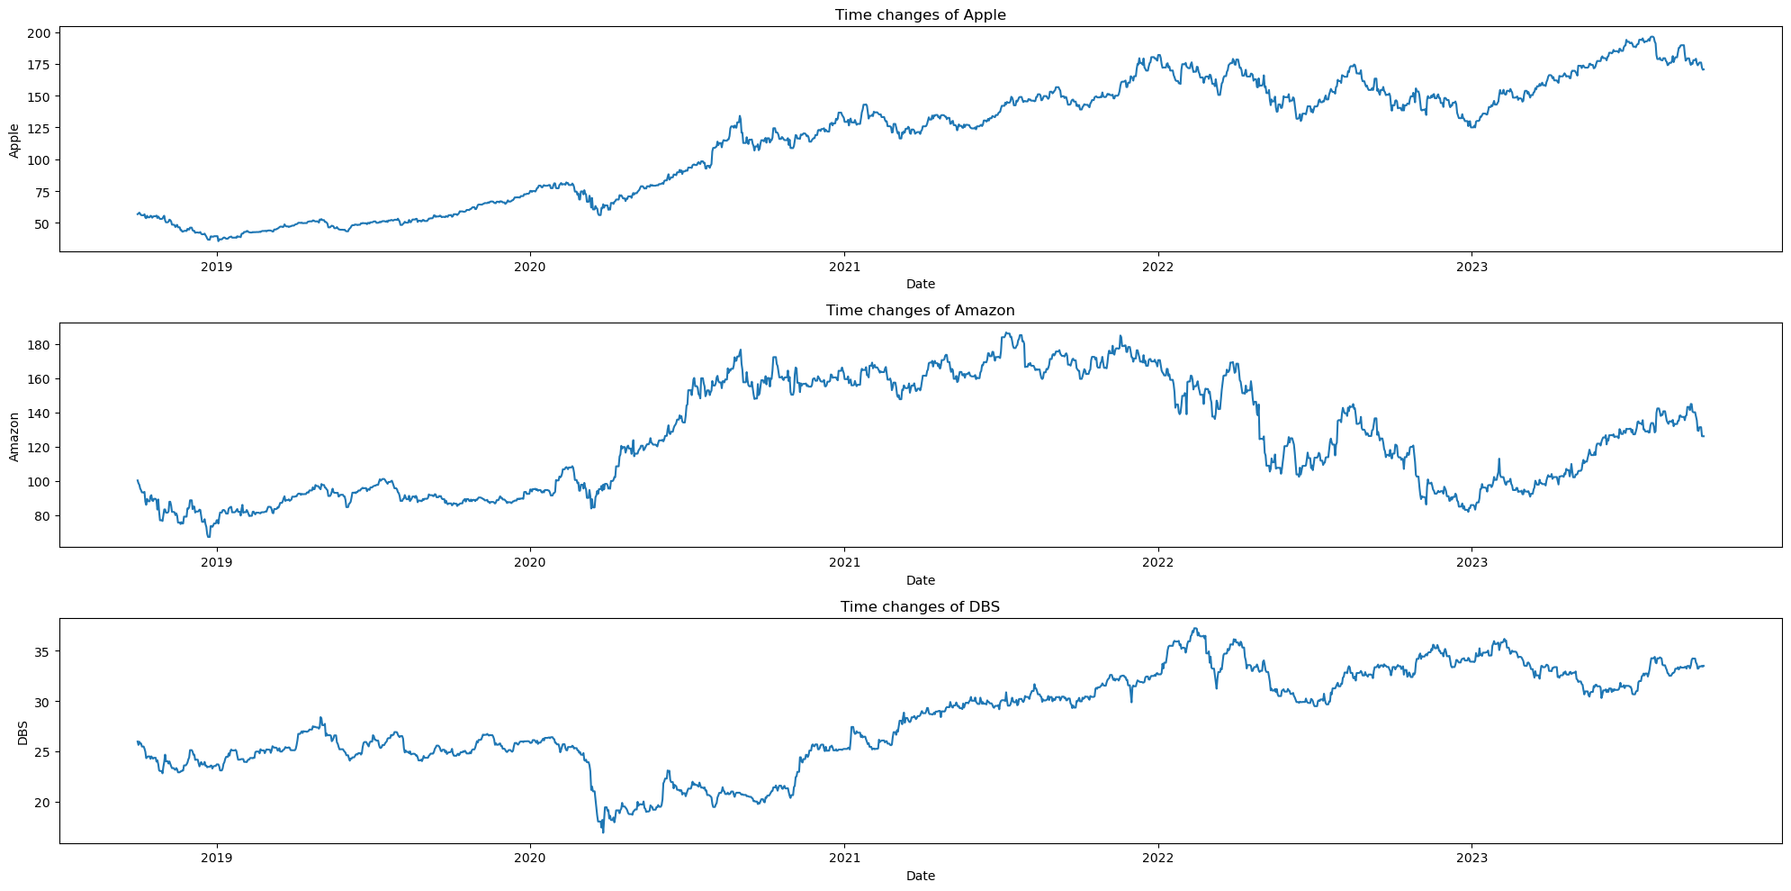 Time changes of Apple
200
175
150
125
100
75
50
Apple
2019 2020 2021 2022 2023
Date
Time changes of Amazon
180
160
140
120
100
80
Amazon
2019 2020 2021 2022 2023
Date
Time changes of DBS
35
30
25
20
DBS
2019 2020 2021 2022 2023
Date